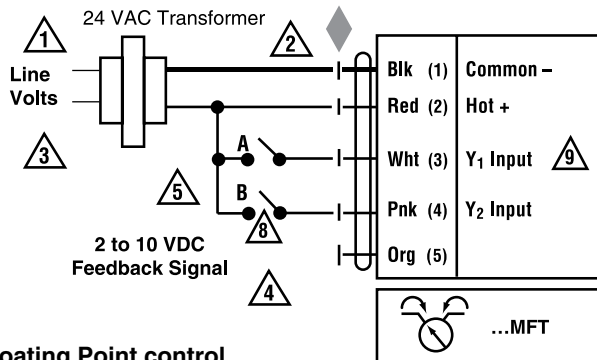 24 VAC Transformer
1
2
Line
Volts
3
Blk (1) Common –
Red (2) Hot +
A
Wht (3) Y1 Input
9
5
B
Pnk (4) Y2 Input
8
2 to 10 VDC
Feedback Signal
Org (5)
4
...MFT
oating Point control